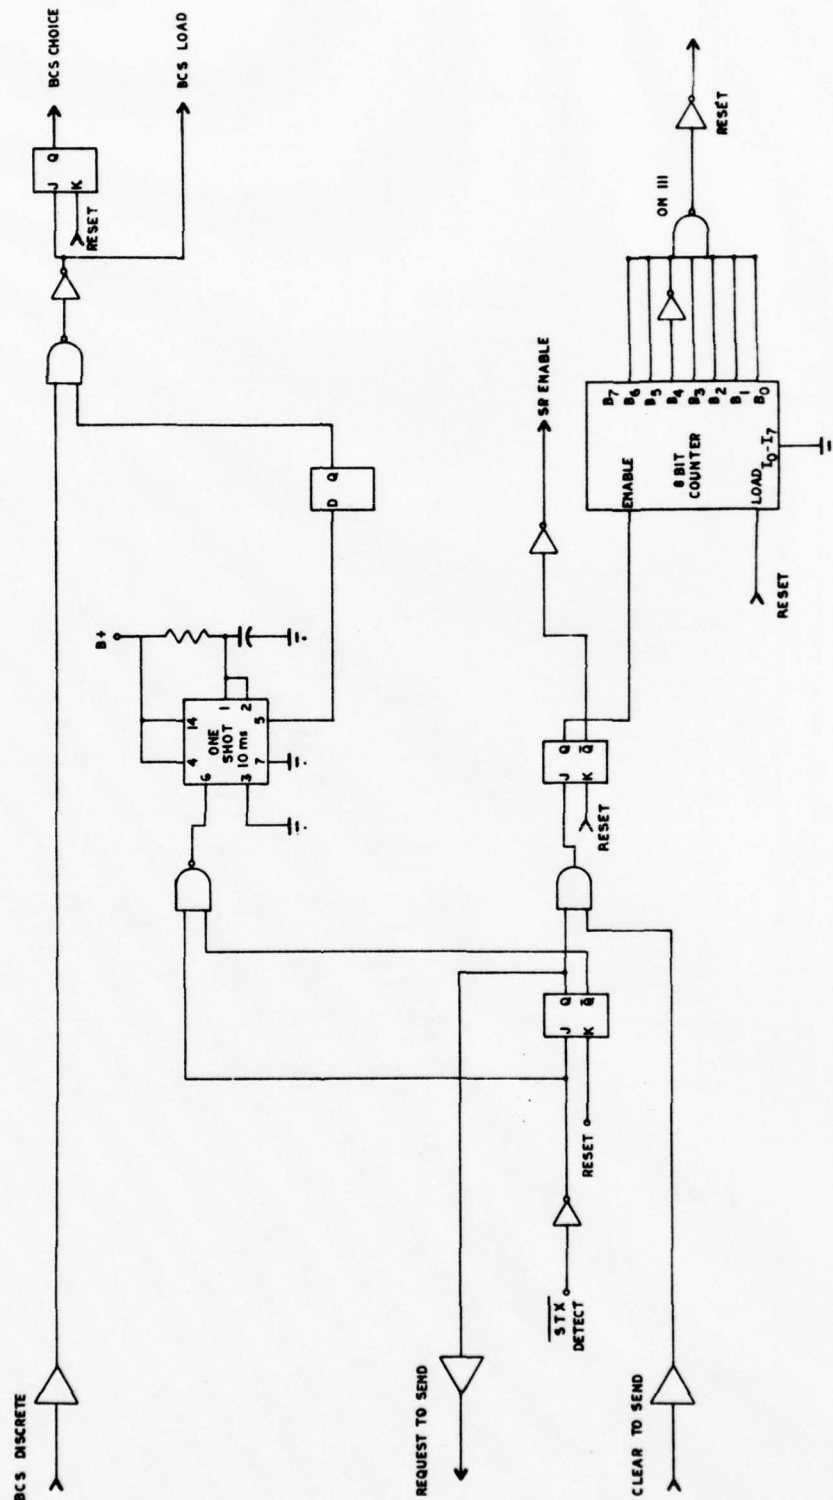 BCS DISCRETE
BCS CHOICE
BCS LOAD
J
Q
K
RESET
B+
4
14
1
2
ONE
SHOT
10 ms
6
3
7
5
D
Q
REQUEST TO SEND
STX
DETECT
RESET
J
Q
K
Q
CLEAR TO SEND
J
Q
K
Q
RESET
SR ENABLE
ENABLE
8 BIT
COUNTER
LOAD
I0-I7
B7
B6
B5
B4
B3
B2
B1
B0
RESET
OM III
RESET